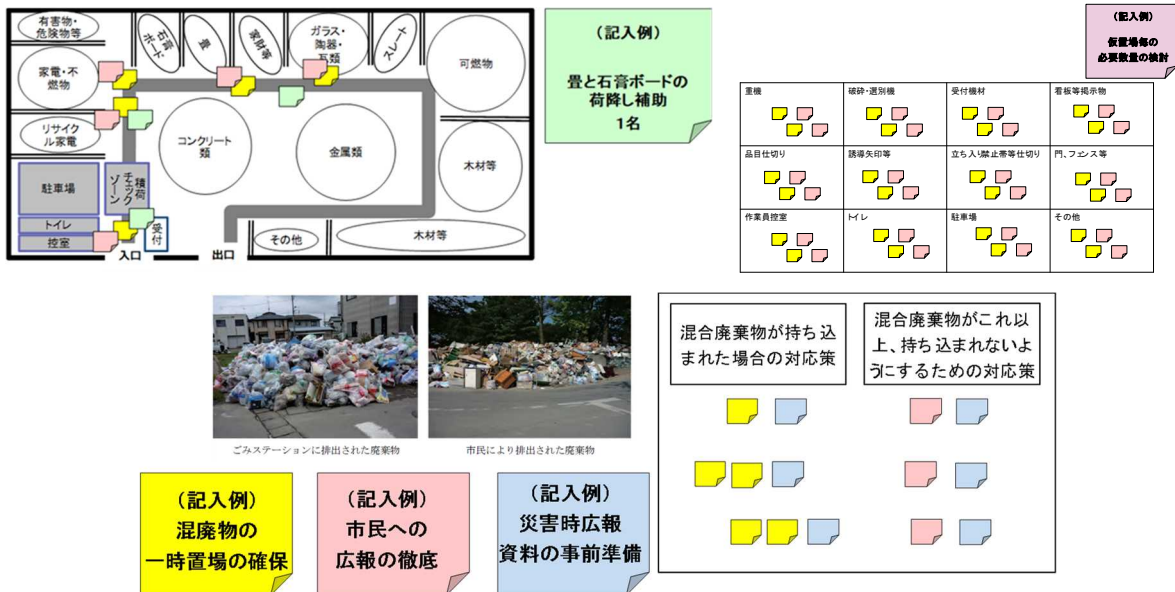 有害物・
危険物等
石膏
ボード
畳
家財等
ガラス・
陶器・
瓦類
スレート
可燃物
家電・不
燃物
リサイク
ル家電
コンクリート
類
金属類
木材等
駐車場
積荷
チェック
ゾーン
トイレ
控室
受付
その他
木材等
入口
出口
(記入例)
畳と石膏ボードの
荷降し補助
1名
(記入例)
仮置場毎の
必要数量の検討
重機
破砕・選別機
受付機材
看板等掲示物
品目仕切り
誘導矢印等
立ち入り禁止帯等仕切り
門、フェンス等
作業員控室
トイレ
駐車場
その他
ごみステーションに排出された廃棄物
市民により排出された廃棄物
混合廃棄物が持ち込
まれた場合の対応策
混合廃棄物がこれ以
上、持ち込まれないよ
うにするための対応策
(記入例)
混廃物の
一時置場の確保
(記入例)
市民への
広報の徹底
(記入例)
災害時広報
資料の事前準備